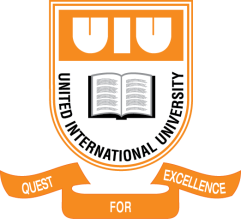 UIU
UNITED INTERNATIONAL UNIVERSITY
QUEST
FOR
EXCELLENCE